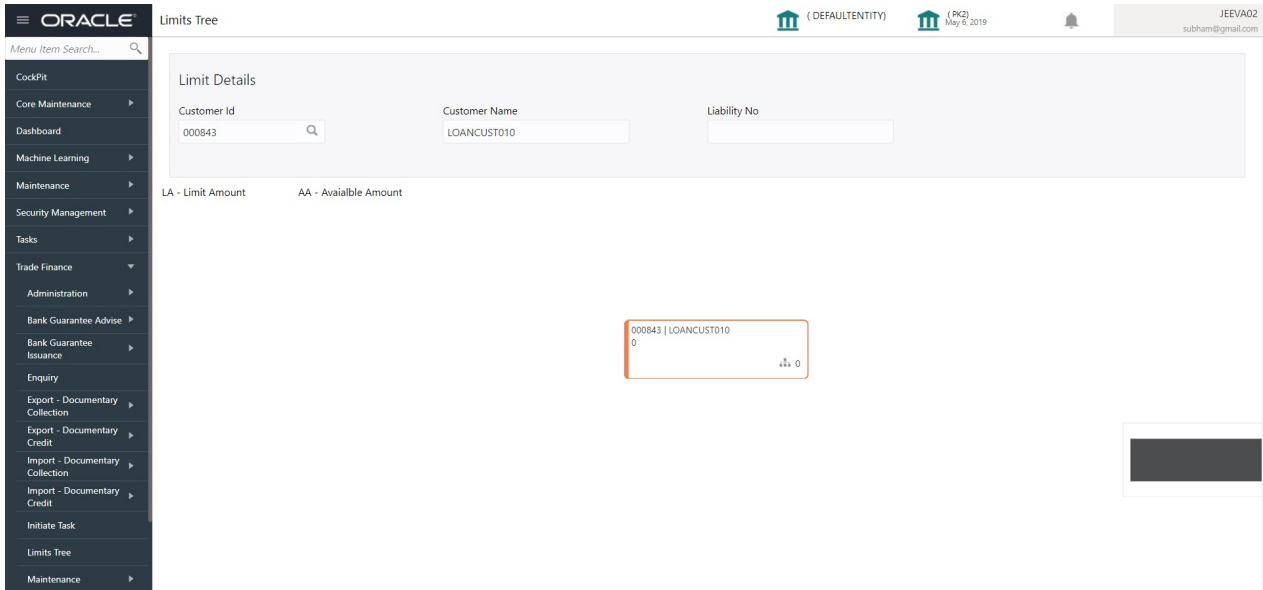 ORACLE
Limits Tree
( DEFAULTENTITY)
( PK2)
May 6, 2019
JEEVA02
subham@gmail.com
Menu Item Search...
CockPit
Core Maintenance
Dashboard
Machine Learning
Maintenance
Security Management
Tasks
Trade Finance
Administration
Bank Guarantee Advise
Bank Guarantee
Issuance
Enquiry
Export - Documentary
Collection
Export - Documentary
Credit
Import - Documentary
Collection
Import - Documentary
Credit
Initiate Task
Limits Tree
Maintenance
Limit Details
Customer Id
Customer Name
Liability No
000843
LOANCUST010
LA - Limit Amount
AA - Avaialble Amount
000843 | LOANCUST010
0
0